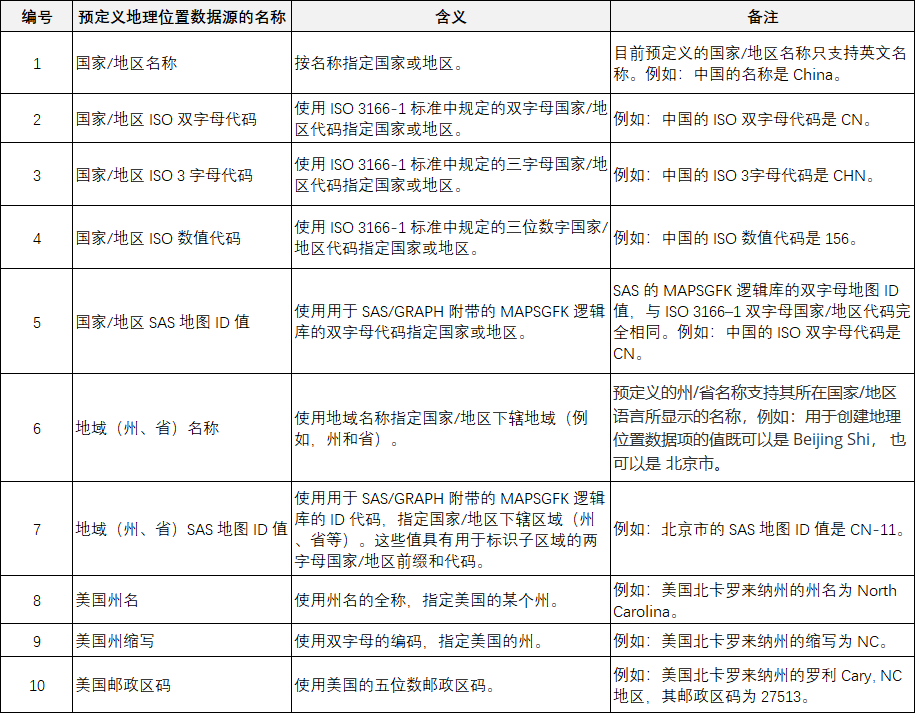 编号 预定义地理位置数据源的名称 含义 备注
1 国家/地区名称 按名称指定国家或地区。 目前预定义的国家/地区名称只支持英文名
称。例如：中国的名称是 China。
2 国家/地区 ISO 双字母代码 使用 ISO 3166-1 标准中规定的双字母国家/地
区代码指定国家或地区。 例如：中国的 ISO 双字母代码是 CN。
3 国家/地区 ISO 3 字母代码 使用 ISO 3166-1 标准中规定的三字母国家/地
区代码指定国家或地区。 例如：中国的 ISO 3字母代码是 CHN。
4 国家/地区 ISO 数值代码 使用 ISO 3166-1 标准中规定的三位数字国家/
地区代码指定国家或地区。 例如：中国的 ISO 数值代码是 156。
5 国家/地区 SAS 地图 ID 值 使用用于 SAS/GRAPH 附带的 MAPSGFK 逻辑
库的双字母代码指定国家或地区。 SAS 的 MAPSGFK 逻辑库的双字母地图 ID
值，与 ISO 3166–1 双字母国家/地区代码完
全相同。例如：中国的 ISO 双字母代码是
CN。
6 地域（州、省）名称 使用地域名称指定国家/地区下辖地域（例
如，州和省）。 预定义的州/省名称支持其所在国家/地区
语言所显示的名称，例如：用于创建地理
位置数据项的值既可以是 Beijing Shi， 也
可以是 北京市。
7 地域（州、省）SAS 地图 ID 值 使用用于 SAS/GRAPH 附带的 MAPSGFK 逻辑
库的 ID 代码，指定国家/地区下辖区域（州
、省等）。这些值具有用于标识子区域的两
字母国家/地区前缀和代码。 例如：北京市的 SAS 地图 ID 值是 CN-11。
8 美国州名 使用州名的全称，指定美国的某个州。 例如：美国北卡罗来纳州的州名为 North
Carolina。
9 美国州缩写 使用双字母的编码，指定美国的州。 例如：美国北卡罗来纳州的缩写为 NC。
10 美国邮政区码 使用美国的五位数邮政区码。 例如：美国北卡罗来纳州的罗利 Cary, NC
地区，其邮政区码为 27513。